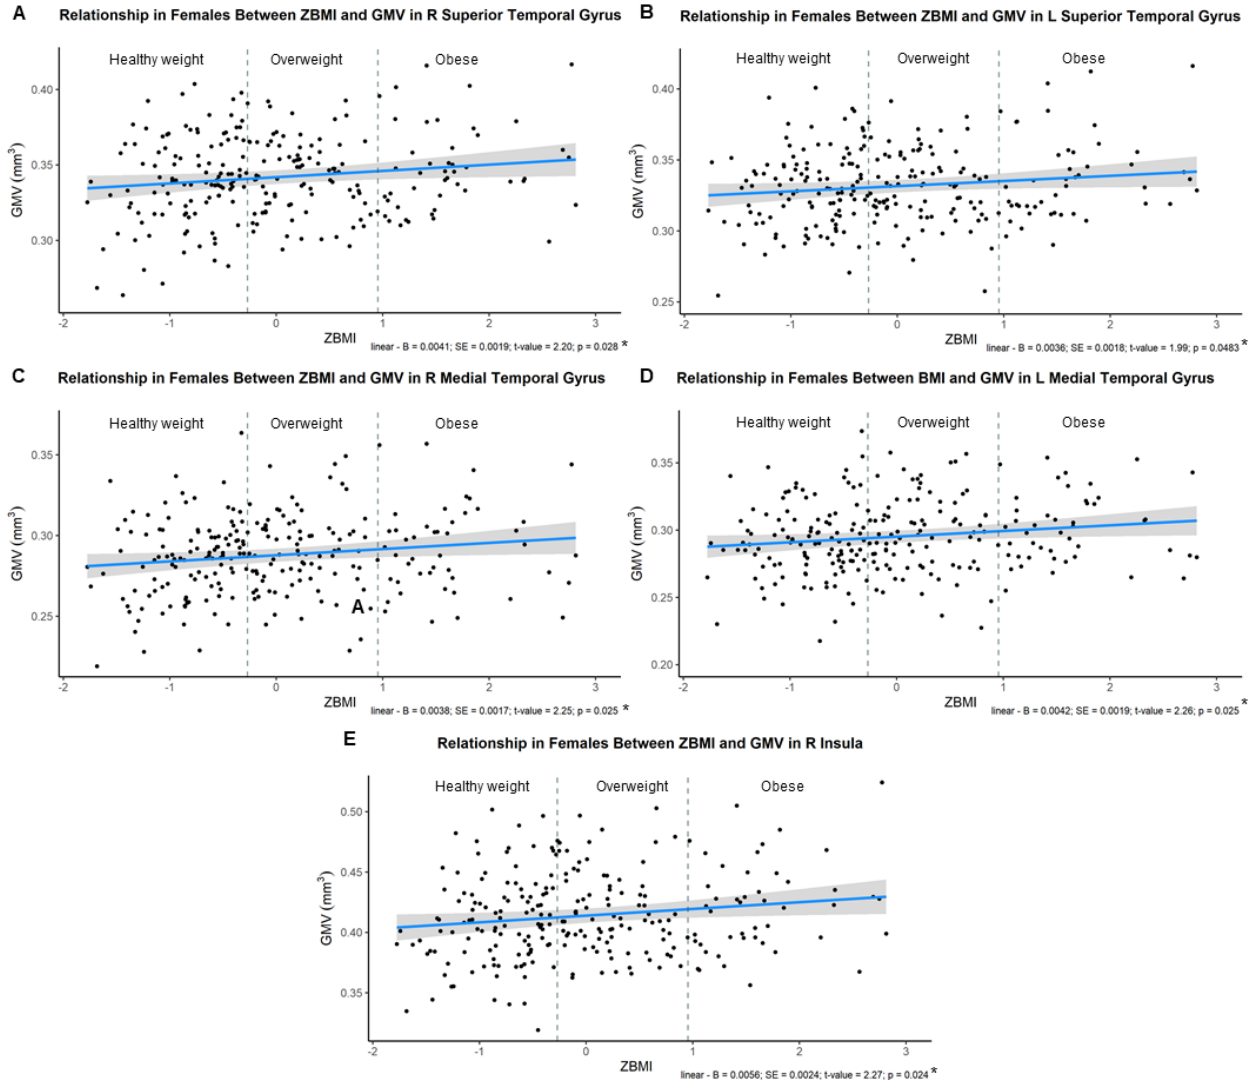 A Relationship in Females Between ZBMI and GMV in R Superior Temporal Gyrus
Healthy weight Overweight Obese
GMV (mm³)
0.40
0.35
0.30
-2 -1 0 1 2 3
ZBMI
linear - B = 0.0041; SE = 0.0019; t-value = 2.20; p = 0.028 *
B Relationship in Females Between ZBMI and GMV in L Superior Temporal Gyrus
Healthy weight Overweight Obese
GMV (mm³)
0.40
0.35
0.30
0.25
-2 -1 0 1 2 3
ZBMI
linear - B = 0.0036; SE = 0.0018; t-value = 1.99; p = 0.0483 *
C Relationship in Females Between ZBMI and GMV in R Medial Temporal Gyrus
Healthy weight Overweight Obese
GMV (mm³)
0.35
0.30
0.25
A
-2 -1 0 1 2 3
ZBMI
linear - B = 0.0038; SE = 0.0017; t-value = 2.25; p = 0.025 *
D Relationship in Females Between BMI and GMV in L Medial Temporal Gyrus
Healthy weight Overweight Obese
GMV (mm³)
0.35
0.30
0.25
0.20
-2 -1 0 1 2 3
ZBMI
linear - B = 0.0042; SE = 0.0019; t-value = 2.26; p = 0.025 *
E Relationship in Females Between ZBMI and GMV in R Insula
Healthy weight Overweight Obese
GMV (mm³)
0.50
0.45
0.40
0.35
-2 -1 0 1 2 3
ZBMI
linear - B = 0.0056; SE = 0.0024; t-value = 2.27; p = 0.024 *